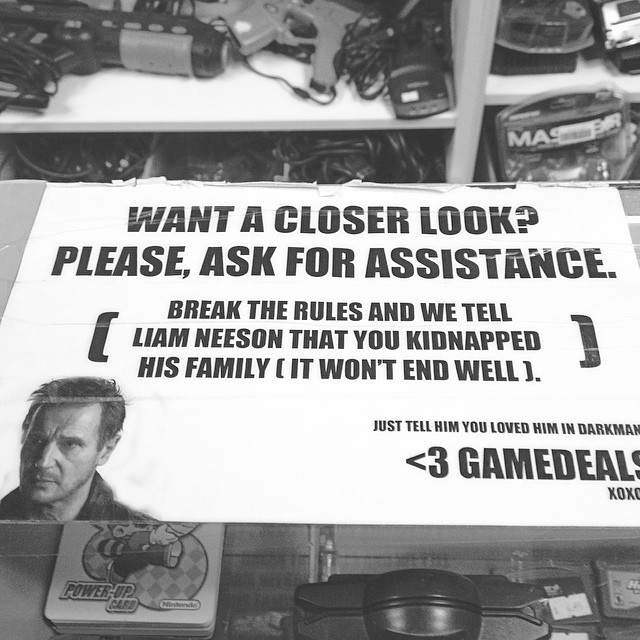 MA
WANT A CLOSER LOOK?
PLEASE, ASK FOR ASSISTANCE.
[ BREAK THE RULES AND WE TELL
LIAM NEESON THAT YOU KIDNAPPED
HIS FAMILY ( IT WON'T END WELL ). ]
JUST TELL HIM YOU LOVED HIM IN DARKMAN
<3 GAMEDEALS
XOXO
POWER-UP
CARD
Nintendo